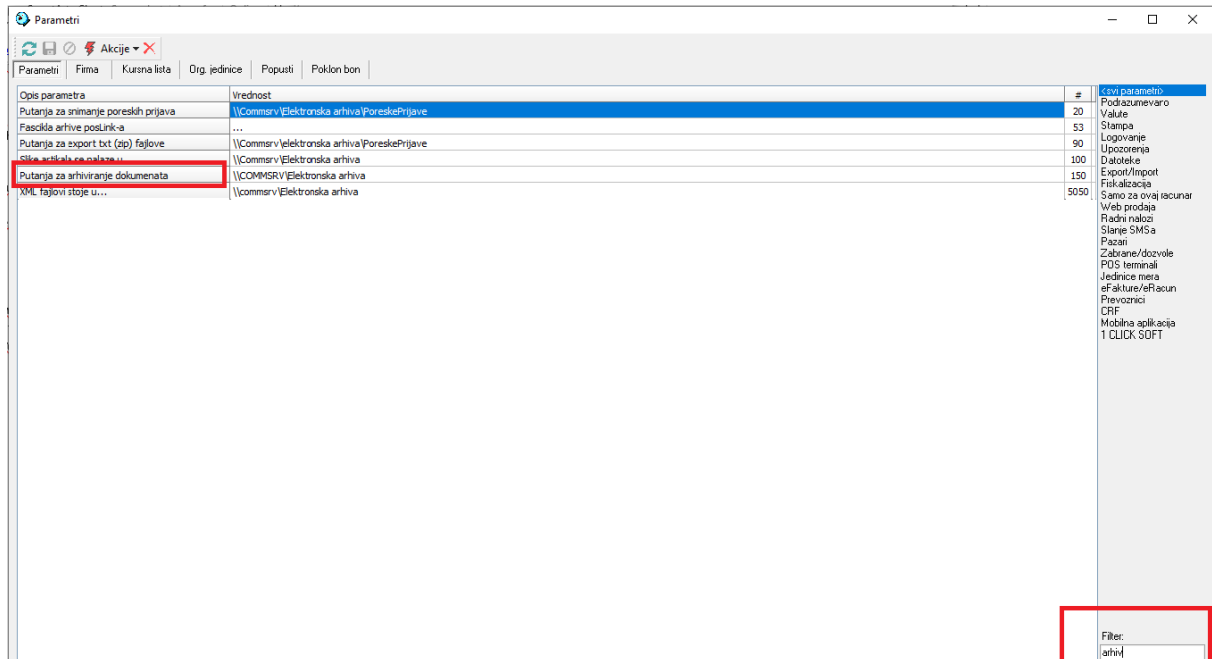 Parametri
Akcije
Parametri Firma Kursna lista Org. jedinice Popusti Poklon bon
Opis parametra Vrednost #
Putanja za snimanje poreskih prijava \\Commsrv\Elektronska arhiva\PoreskePrijave 20
Fascikla arhive posLink-a ... 53
Putanja za export txt (zip) fajlove \\Commsrv\elektronska arhiva\PoreskePrijave 90
Slike artikala se nalaze u \\Commsrv\Elektronska arhiva 100
Putanja za arhiviranje dokumenata \\COMMSRV\Elektronska arhiva 150
XML fajlovi stoje u... \\commsrv\Elektronska arhiva 5050
<svi parametri>
Podrazumevaro
Valute
Stampa
Logovanje
Upozorenja
Datoteke
Export/Import
Fiskalizacija
Samo za ovaj racunar
Web prodaja
Radni nalozi
Slanje SMSa
Pazari
Zabrane/dozvole
POS terminali
Jedinice mera
eFakture/eRacun
Prevoznici
CRF
Mobilna aplikacija
1 CLICK SOFT
Filter:
arhiv